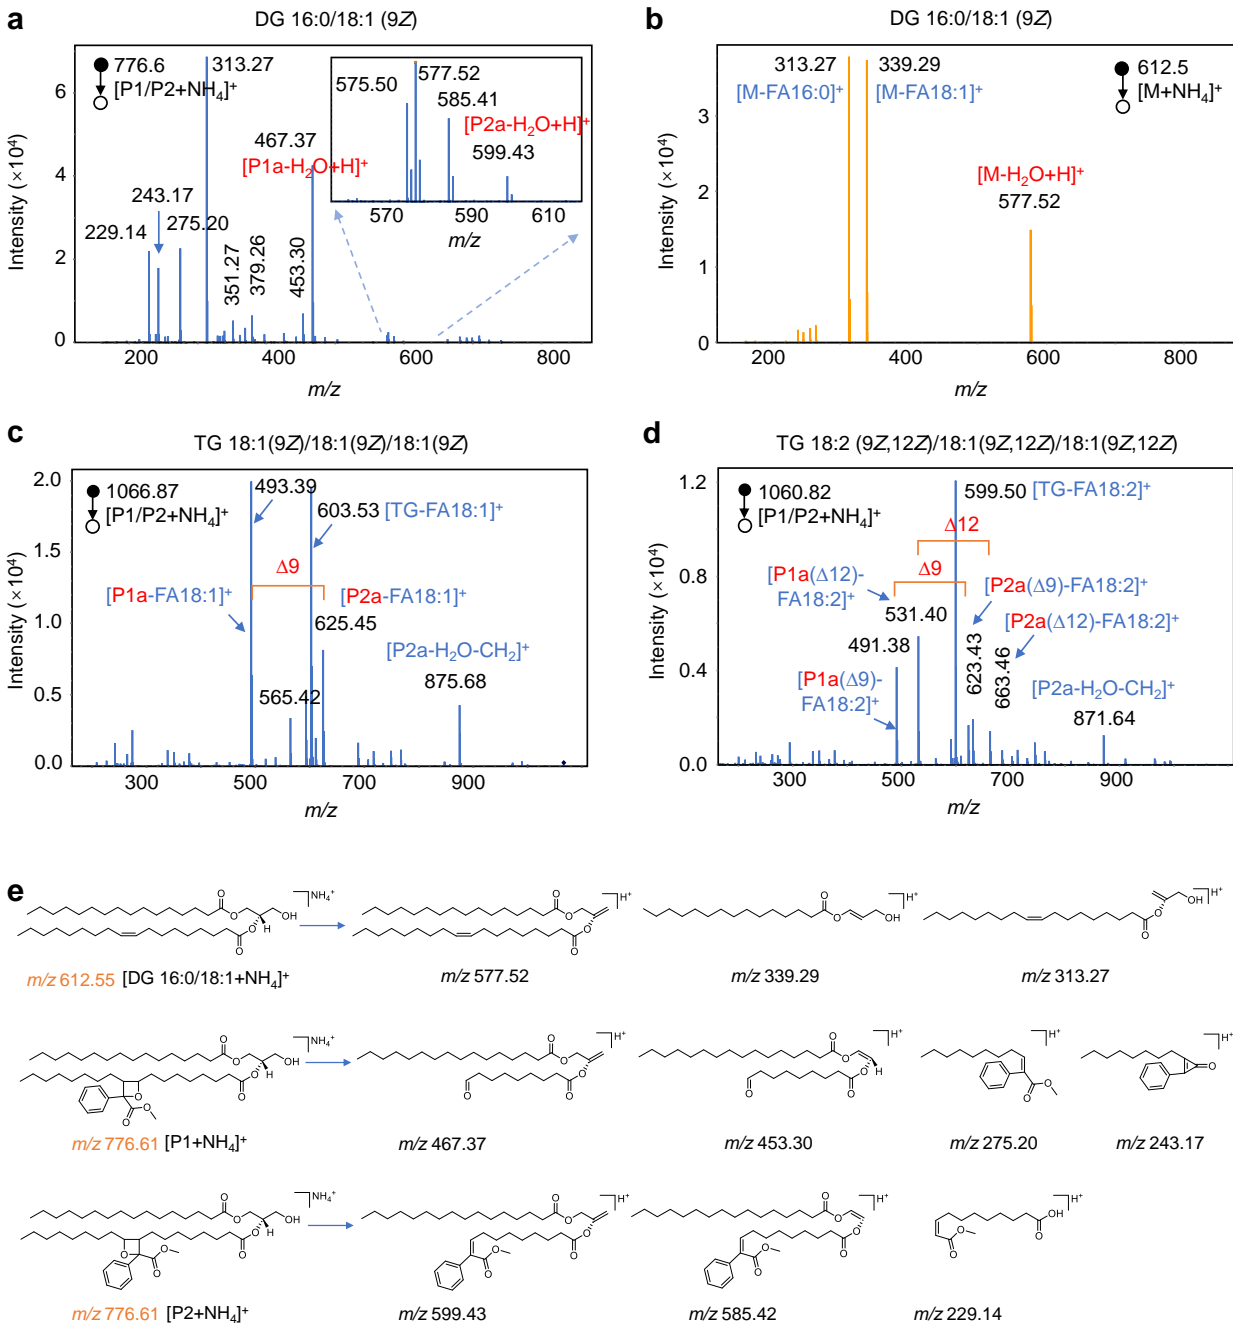 a
DG 16:0/18:1 (9Z)
776.6
[P1/P2+NH₄]⁺
313.27
467.37
[P1a-H₂O+H]⁺
243.17
229.14
275.20
351.27
379.26
453.30
575.50
577.52
585.41
[P2a-H₂O+H]⁺
599.43
570
590
610
m/z
Intensity (×10⁴)
6
4
2
0
200
400
600
800
m/z
b
DG 16:0/18:1 (9Z)
313.27
339.29
[M-FA16:0]⁺
[M-FA18:1]⁺
612.5
[M+NH₄]⁺
[M-H₂O+H]⁺
577.52
Intensity (×10⁴)
3
2
1
0
200
400
600
800
m/z
c
TG 18:1(9Z)/18:1(9Z)/18:1(9Z)
1066.87
[P1/P2+NH₄]⁺
493.39
603.53
[TG-FA18:1]⁺
Δ9
[P1a-FA18:1]⁺
[P2a-FA18:1]⁺
625.45
565.42
[P2a-H₂O-CH₂]⁺
875.68
Intensity (×10⁴)
2.0
1.5
1.0
0.5
0.0
300
500
700
900
m/z
d
TG 18:2 (9Z,12Z)/18:1(9Z,12Z)/18:1(9Z,12Z)
1060.82
[P1/P2+NH₄]⁺
599.50
[TG-FA18:2]⁺
Δ12
Δ9
[P1a(Δ12)-
FA18:2]⁺
531.40
491.38
[P1a(Δ9)-
FA18:2]⁺
[P2a(Δ9)-FA18:2]⁺
[P2a(Δ12)-FA18:2]⁺
623.43
663.46
[P2a-H₂O-CH₂]⁺
871.64
Intensity (×10⁴)
1.2
0.8
0.4
0.0
300
500
700
900
m/z
e
NH₄⁺
H⁺
H⁺
H⁺
m/z 612.55 [DG 16:0/18:1+NH₄]⁺
m/z 577.52
m/z 339.29
m/z 313.27
NH₄⁺
H⁺
H⁺
H⁺
H⁺
m/z 776.61 [P1+NH₄]⁺
m/z 467.37
m/z 453.30
m/z 275.20
m/z 243.17
NH₄⁺
H⁺
H⁺
H⁺
m/z 776.61 [P2+NH₄]⁺
m/z 599.43
m/z 585.42
m/z 229.14